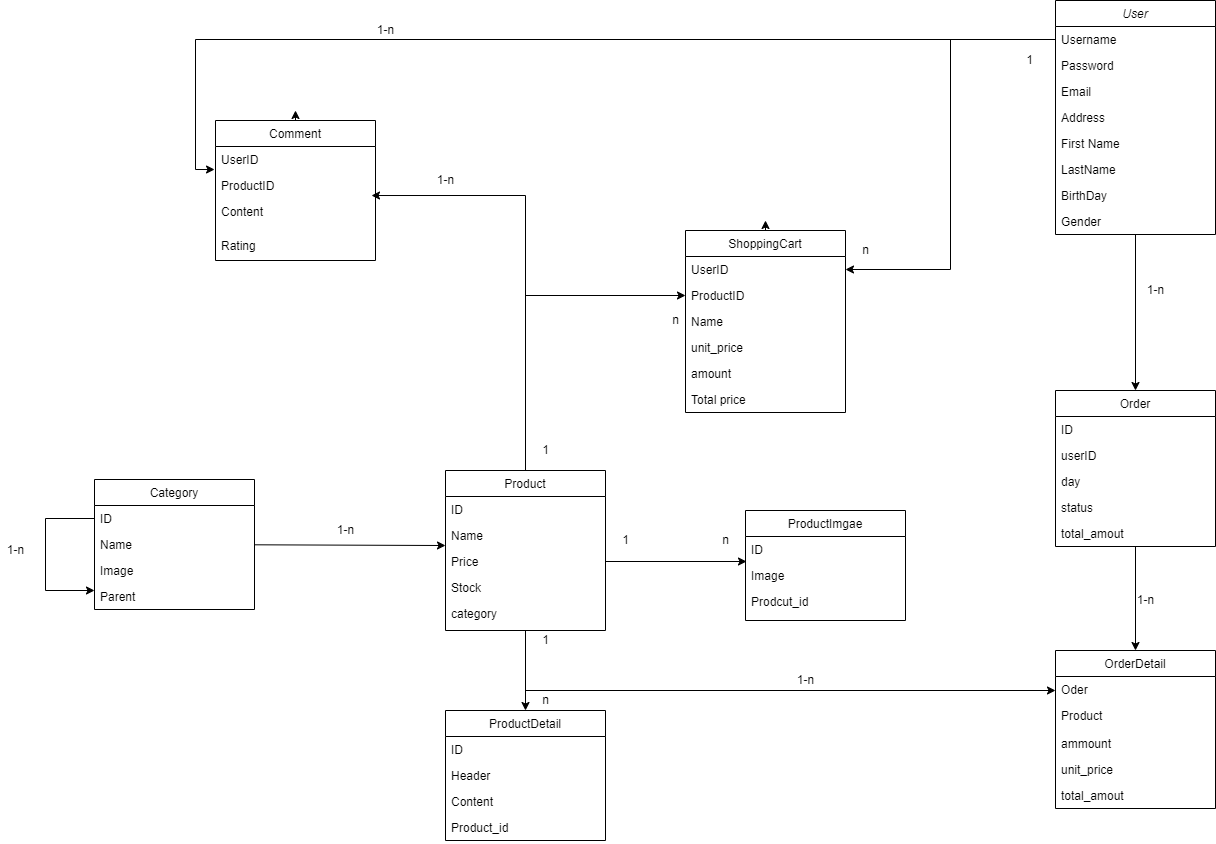 User
Username
Password
Email
Address
First Name
LastName
BirthDay
Gender
1-n
1
Comment
UserID
ProductID
Content
Rating
1-n
ShoppingCart
UserID
ProductID
Name
unit_price
amount
Total price
n
n
1-n
Order
ID
userID
day
status
total_amout
1
Category
ID
Name
Image
Parent
1-n
1-n
Product
ID
Name
Price
Stock
category
1
n
ProductImgae
ID
Image
Prodcut_id
1-n
1
n
1-n
ProductDetail
ID
Header
Content
Product_id
OrderDetail
Oder
Product
ammount
unit_price
total_amout